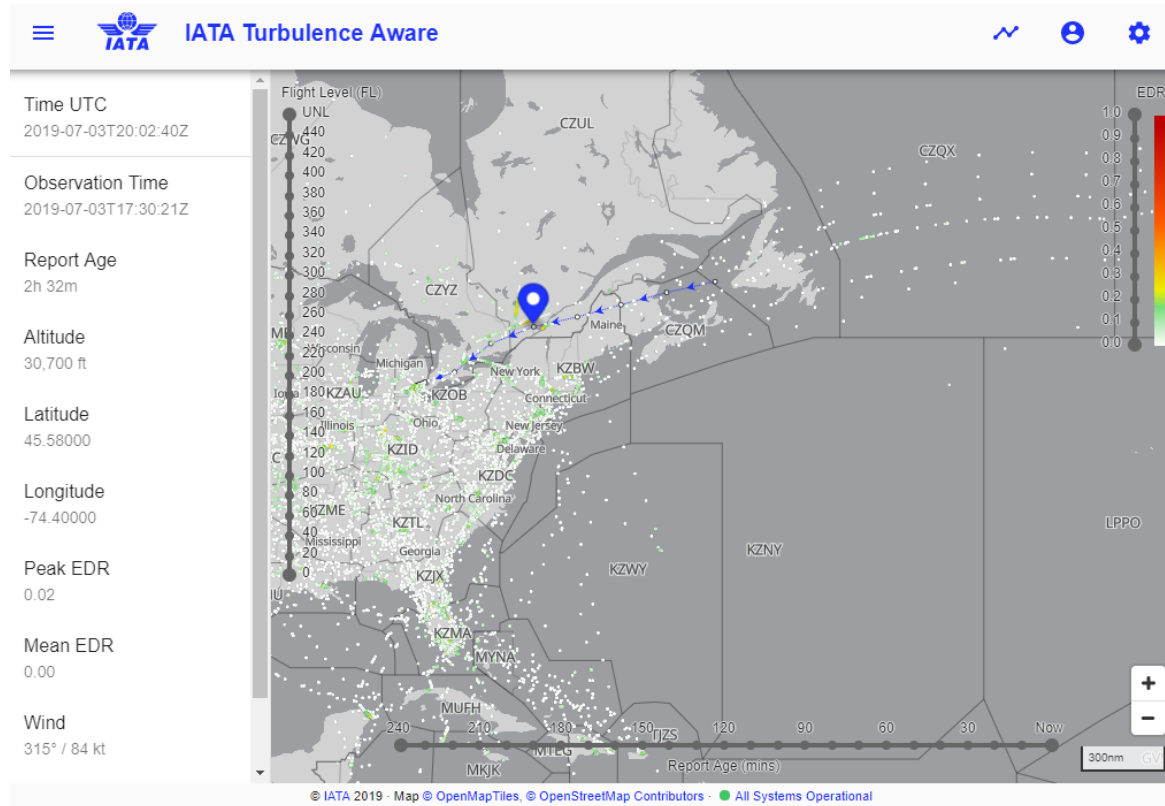 IATA
IATA Turbulence Aware
Time UTC
2019-07-03T20:02:40Z
Observation Time
2019-07-03T17:30:21Z
Report Age
2h 32m
Altitude
30,700 ft
Latitude
45.58000
Longitude
-74.40000
Peak EDR
0.02
Mean EDR
0.00
Wind
315° / 84 kt
Flight Level (FL)
UNL
440
420
400
380
360
340
320
300
280
260
240
220
200
180
160
140
120
100
80
60
40
20
0
EDR
1.0
0.9
0.8
0.7
0.6
0.5
0.4
0.3
0.2
0.1
0.0
CZUL
CZWG
CZQX
CZYZ
Maine
CZQM
Wisconsin
Michigan
New York
KZBW
Iowa
KZAU
KZOB
Connecticut
Illinois
Ohio
New Jersey
KZID
Delaware
KZDC
KZME
North Carolina
KZTL
Mississippi
Georgia
LPPO
KZNY
KZWY
KZJX
KZMA
MYNA
MUFH
TJZS
MTEG
MKJK
240
210
180
150
120
90
60
30
Now
Report Age (mins)
+
−
300nm
© IATA 2019 · Map © OpenMapTiles, © OpenStreetMap Contributors · All Systems Operational